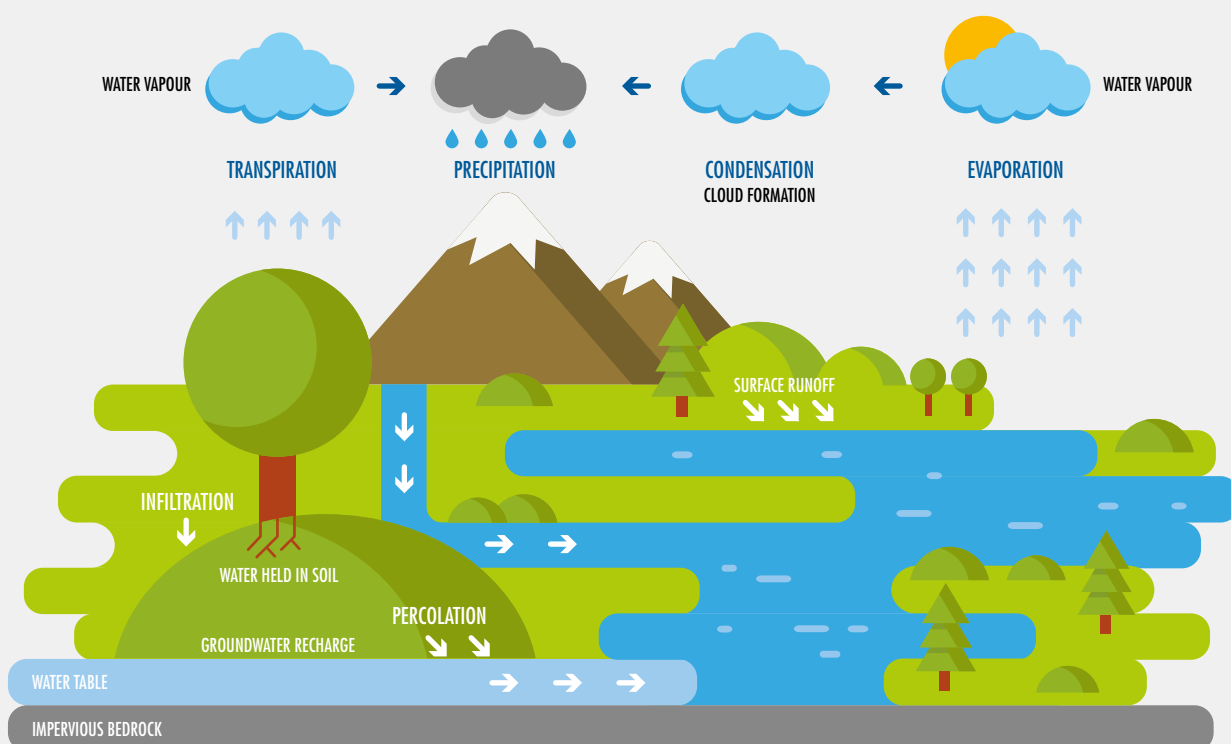 WATER VAPOUR
WATER VAPOUR
TRANSPIRATION
PRECIPITATION
CONDENSATION
CLOUD FORMATION
EVAPORATION
SURFACE RUNOFF
INFILTRATION
WATER HELD IN SOIL
PERCOLATION
GROUNDWATER RECHARGE
WATER TABLE
IMPERVIOUS BEDROCK